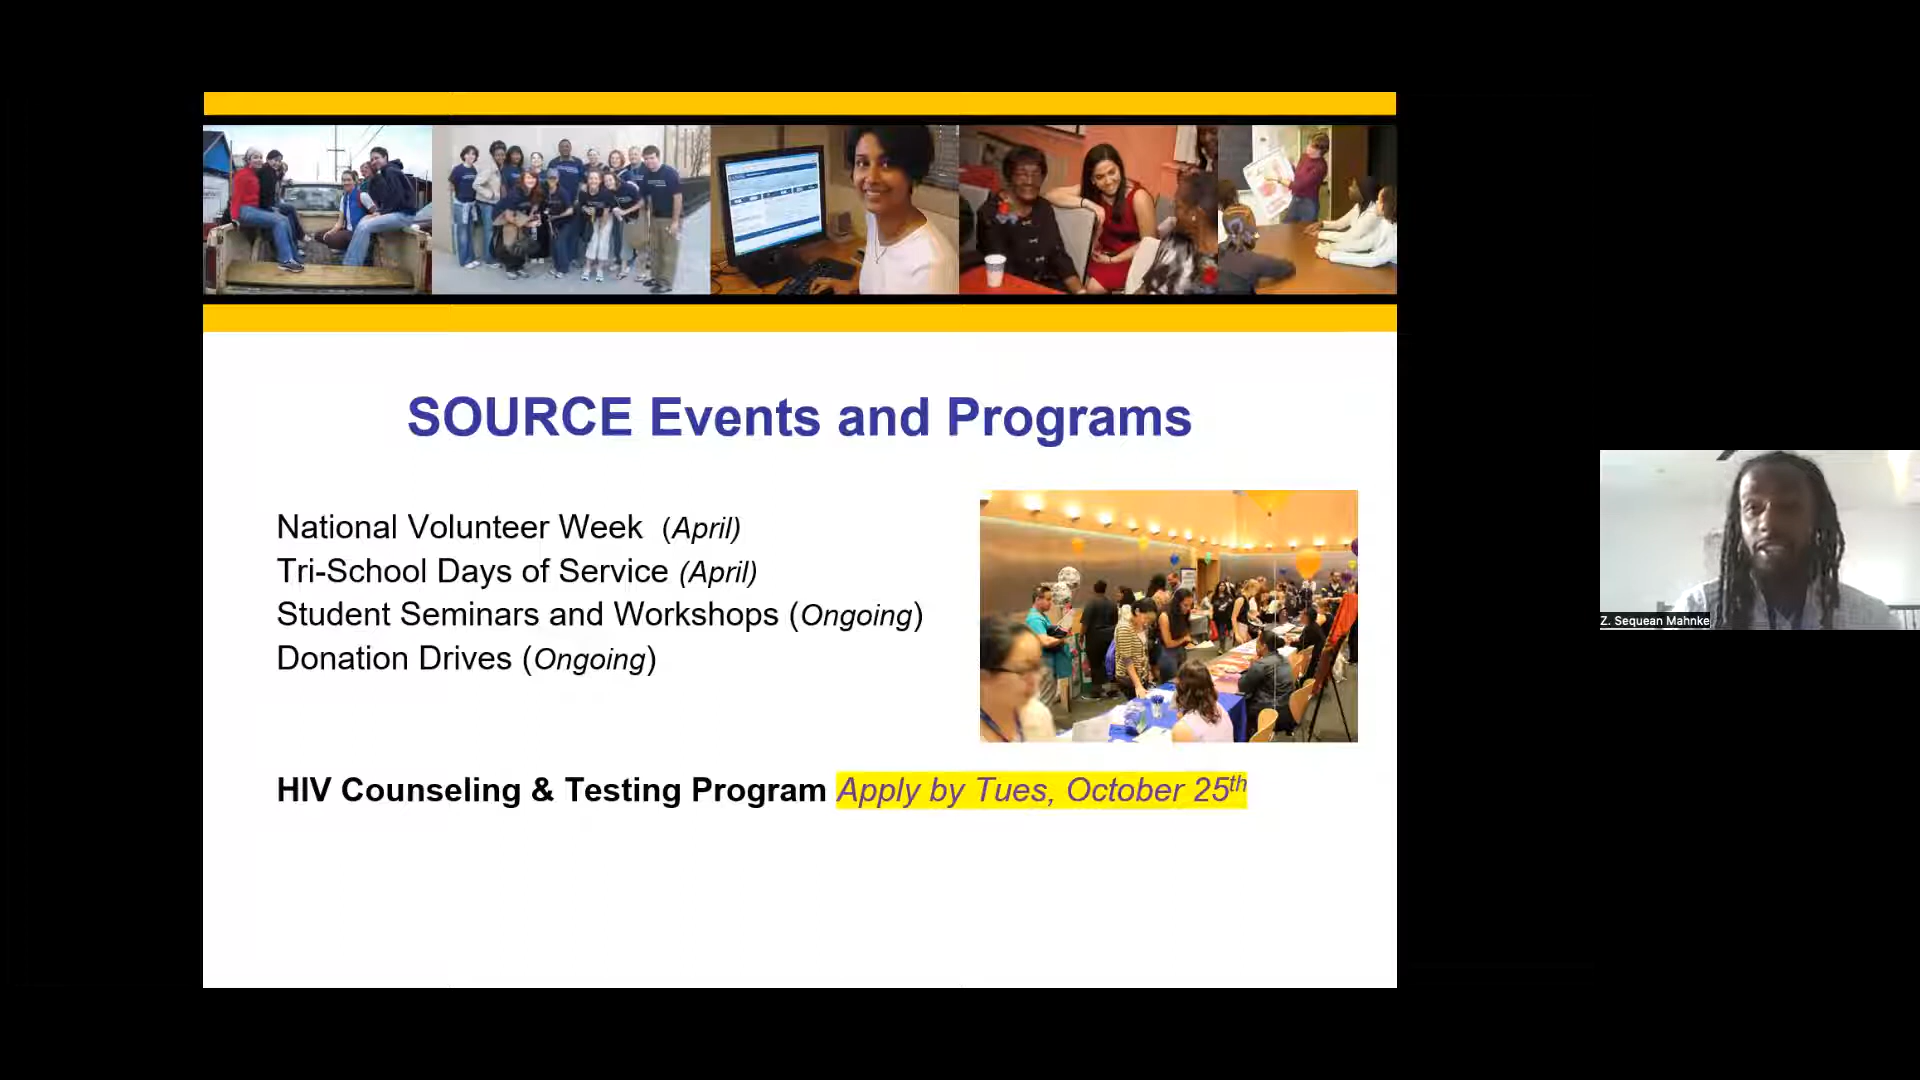 SOURCE Events and Programs
National Volunteer Week (April)
Tri-School Days of Service (April)
Student Seminars and Workshops (Ongoing)
Donation Drives (Ongoing)
HIV Counseling & Testing Program Apply by Tues, October 25th
Z. Sequean Mahnke